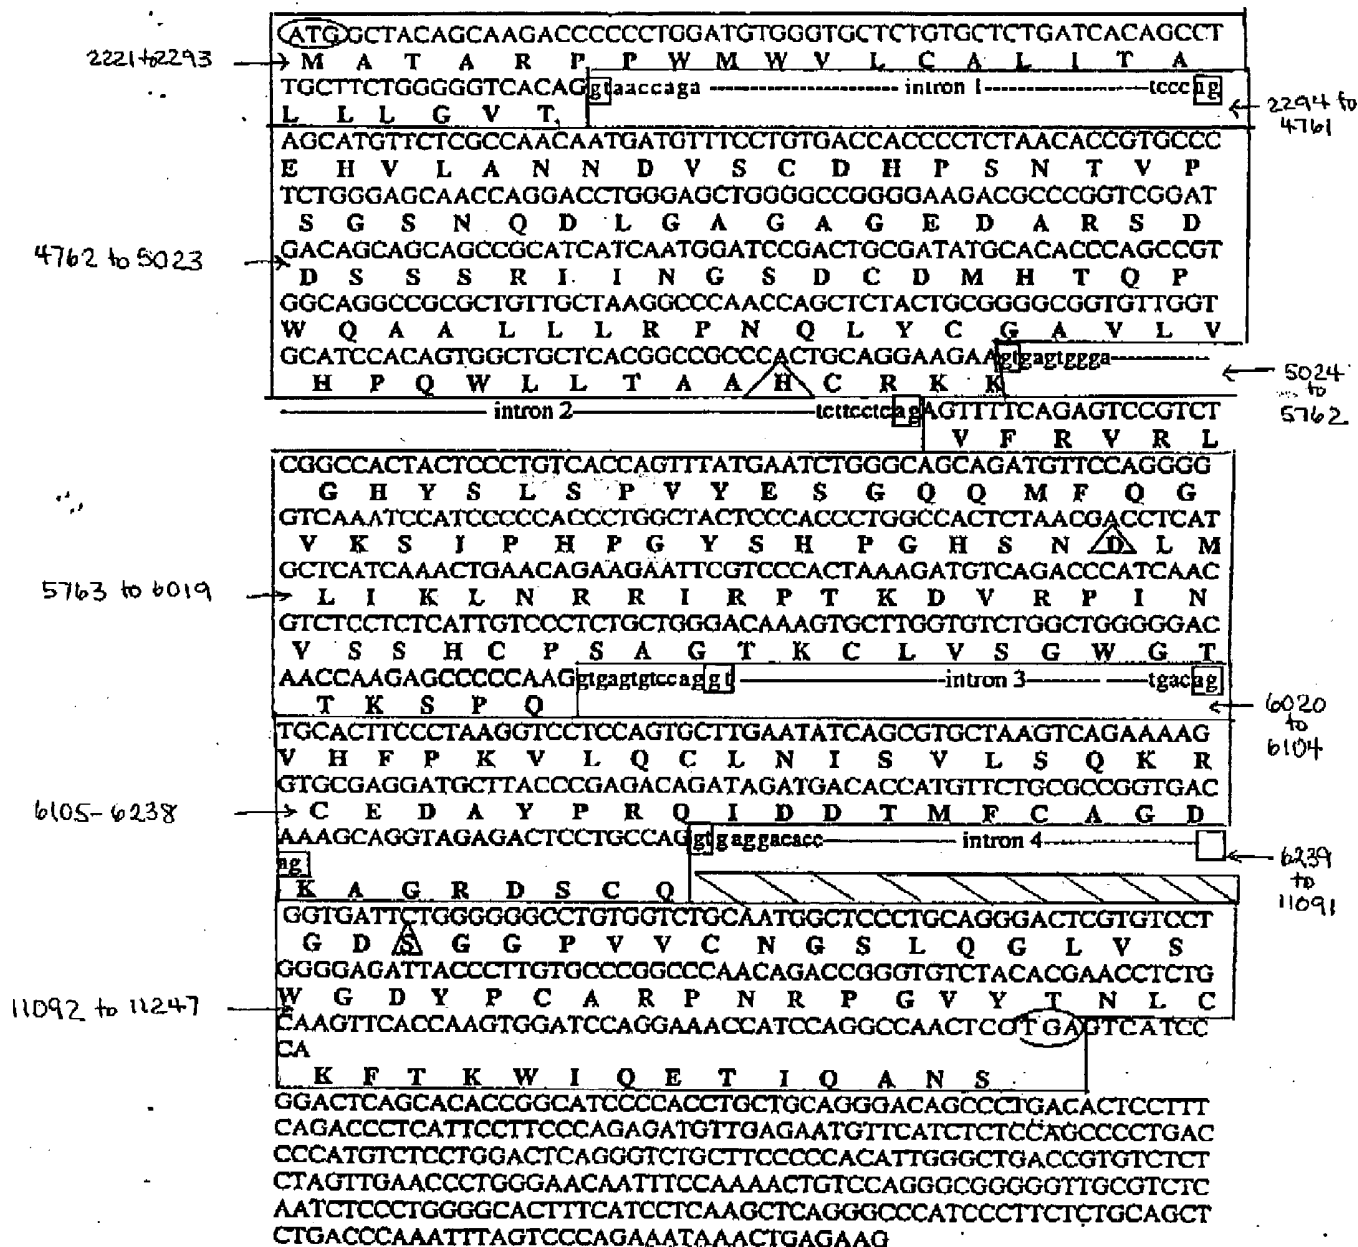 ATGGCTACAGCAAGACCCCCCTGGATGTGGGTGCTCTGTGCTCTGATCACAGCCT
2221 to 2293
M A T A R P P W M W V L C A L I T A
TGCTTCTGGGGGTCACAGgtaaccaga intron 1 tcccag
2294 to 4761
L L L G V T
AGCATGTTCTCGCCAACAATGATGTTTCCTGTGACCACCCCTCTAACACCGTGCCC
E H V L A N N D V S C D H P S N T V P
TCTGGGAGCAACCAGGACCTGGGAGCTGGGGCCGGGGAAGACGCCCGGTCGGAT
S G S N Q D L G A G A G E D A R S D
GACAGCAGCAGCCGCATCATCAATGGATCCGACTGCGATATGCACACCCAGCCGT
4762 to 5023
D S S S R I I N G S D C D M H T Q P
GGCAGGCCGCGCTGTTGCTAAGGCCCAACCAGCTCTACTGCGGGGCGGTGTTGGT
W Q A A L L L R P N Q L Y C G A V L V
GCATCCACAGTGGCTGCTCACGGCCGCCCACTGCAGGAAGAAgtgagtggga
H P Q W L L T A A H C R K K
5024 to 5762
intron 2 tcttcctcagAGTTTTCAGAGTCCGTCT
V F R V R L
CGGCCACTACTCCCTGTCACCAGTTTATGAATCTGGGCAGCAGATGTTCCAGGGG
G H Y S L S P V Y E S G Q Q M F Q G
GTCAAATCCATCCCCCACCCTGGCTACTCCCACCCTGGCCACTCTAACGACCTCAT
V K S I P H P G Y S H P G H S N D L M
GCTCATCAAACTGAACAGAAGAATTCGTCCCACTAAAGATGTCAGACCCATCAAC
5763 to 6019
L I K L N R R I R P T K D V R P I N
GTCTCCTCTCATTGTCCCTCTGCTGGGACAAAGTGCTTGGTGTCTGGCTGGGGGAC
V S S H C P S A G T K C L V S G W G T
AACCAAGAGCCCCCAAGgtgagtgtccaggt intron 3 tgacag
T K S P Q
6020 to 6104
TGCACTTCCCTAAGGTCCTCCAGTGCTTGAATATCAGCGTGCTAAGTCAGAAAAG
V H F P K V L Q C L N I S V L S Q K R
GTGCGAGGATGCTTACCCGAGACAGATAGATGACACCATGTTCTGCGCCGGTGAC
6105-6238
C E D A Y P R Q I D D T M F C A G D
AAAGCAGGTAGAGACTCCTGCCAGgtgaggacacc intron 4
6239 to 11091
ag
K A G R D S C Q
GGTGATTCTGGGGGGCCTGTGGTCTGCAATGGCTCCCTGCAGGGACTCGTGTCCT
G D S G G P V V C N G S L Q G L V S
GGGGAGATTACCCTTGTGCCCGGCCCAACAGACCGGGTGTCTACACGAACCTCTG
W G D Y P C A R P N R P G V Y T N L C
11092 to 11247
CAAGTTCACCAAGTGGATCCAGGAAACCATCCAGGCCAACTCCTGAGTCATCC
CA
K F T K W I Q E T I Q A N S
GGACTCAGCACACCGGCATCCCCACCTGCTGCAGGGACAGCCCTGACACTCCTTT
CAGACCCTCATTCCTTCCCAGAGATGTTGAGAATGTTCATCTCTCCAGCCCCTGAC
CCCATGTCTCCTGGACTCAGGGTCTGCTTCCCCCACATTGGGCTGACCGTGTCTCT
CTAGTTGAACCCTGGGAACAATTTCCAAAACTGTCCAGGGCGGGGGTTGCGTCTC
AATCTCCCTGGGGCACTTTCATCCTCAAGCTCAGGGCCCATCCCTTCTCTGCAGCT
CTGACCCAAATTTAGTCCCAGAAATAAACTGAGAAG